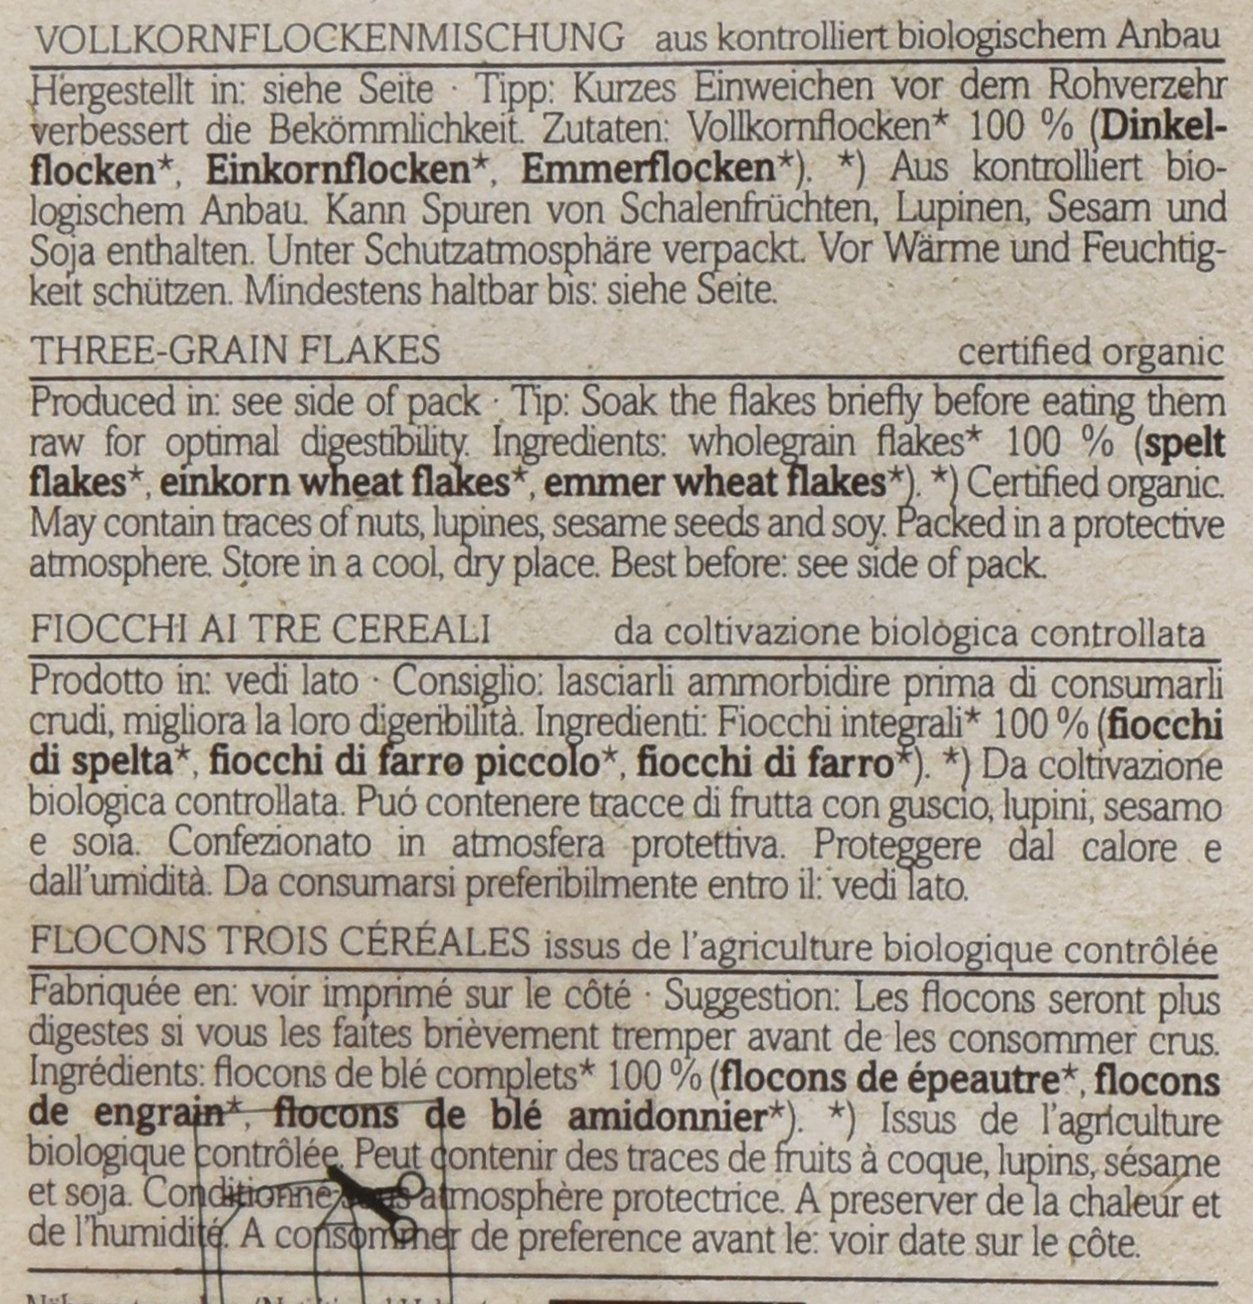 VOLLKORNFLOCKENMISCHUNG aus kontrolliert biologischem Anbau
Hergestellt in: siehe Seite · Tipp: Kurzes Einweichen vor dem Rohverzehr
verbessert die Bekömmlichkeit. Zutaten: Vollkornflocken* 100 % (Dinkel-
flocken*, Einkornflocken*, Emmerflocken*). *) Aus kontrolliert bio-
logischem Anbau. Kann Spuren von Schalenfrüchten, Lupinen, Sesam und
Soja enthalten. Unter Schutzatmosphäre verpackt. Vor Wärme und Feuchtig-
keit schützen. Mindestens haltbar bis: siehe Seite.
THREE-GRAIN FLAKES certified organic
Produced in: see side of pack · Tip: Soak the flakes briefly before eating them
raw for optimal digestibility. Ingredients: wholegrain flakes* 100 % (spelt
flakes*, einkorn wheat flakes*, emmer wheat flakes*). *) Certified organic.
May contain traces of nuts, lupines, sesame seeds and soy. Packed in a protective
atmosphere. Store in a cool, dry place. Best before: see side of pack.
FIOCCHI AI TRE CEREALI da coltivazione biologica controllata
Prodotto in: vedi lato · Consiglio: lasciarli ammorbidire prima di consumarli
crudi, migliora la loro digeribilità. Ingredienti: Fiocchi integrali* 100 % (fiocchi
di spelta*, fiocchi di farro piccolo*, fiocchi di farro*). *) Da coltivazione
biologica controllata. Puó contenere tracce di frutta con guscio, lupini, sesamo
e soia. Confezionato in atmosfera protettiva. Proteggere dal calore e
dall'umidità. Da consumarsi preferibilmente entro il: vedi lato.
FLOCONS TROIS CÉRÉALES issus de l'agriculture biologique contrôlée
Fabriquée en: voir imprimé sur le côté · Suggestion: Les flocons seront plus
digestes si vous les faites brièvement tremper avant de les consommer crus.
Ingrédients: flocons de blé complets* 100 % (flocons de épeautre*, flocons
de engrain*, flocons de blé amidonnier*). *) Issus de l'agriculture
biologique contrôlée. Peut contenir des traces de fruits à coque, lupins, sésame
et soja. Conditionné sous atmosphère protectrice. A preserver de la chaleur et
de l'humidité. A consommer de preference avant le: voir date sur le côte.